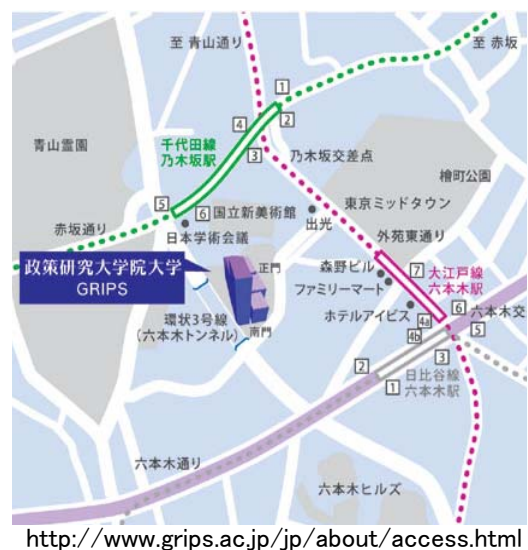 至 青山通り
至 赤坂
1
2
青山霊園
千代田線
乃木坂駅
4
3
乃木坂交差点
檜町公園
5
6
国立新美術館
東京ミッドタウン
赤坂通り
日本学術会議
出光
外苑東通り
政策研究大学院大学
GRIPS
正門
森野ビル
ファミリーマート
7
大江戸線
六本木駅
環状3号線
(六本木トンネル)
南門
ホテルアイビス
4a
4b
6
六本木交
5
3
2
1
日比谷線
六本木駅
六本木通り
六本木ヒルズ
http://www.grips.ac.jp/jp/about/access.html